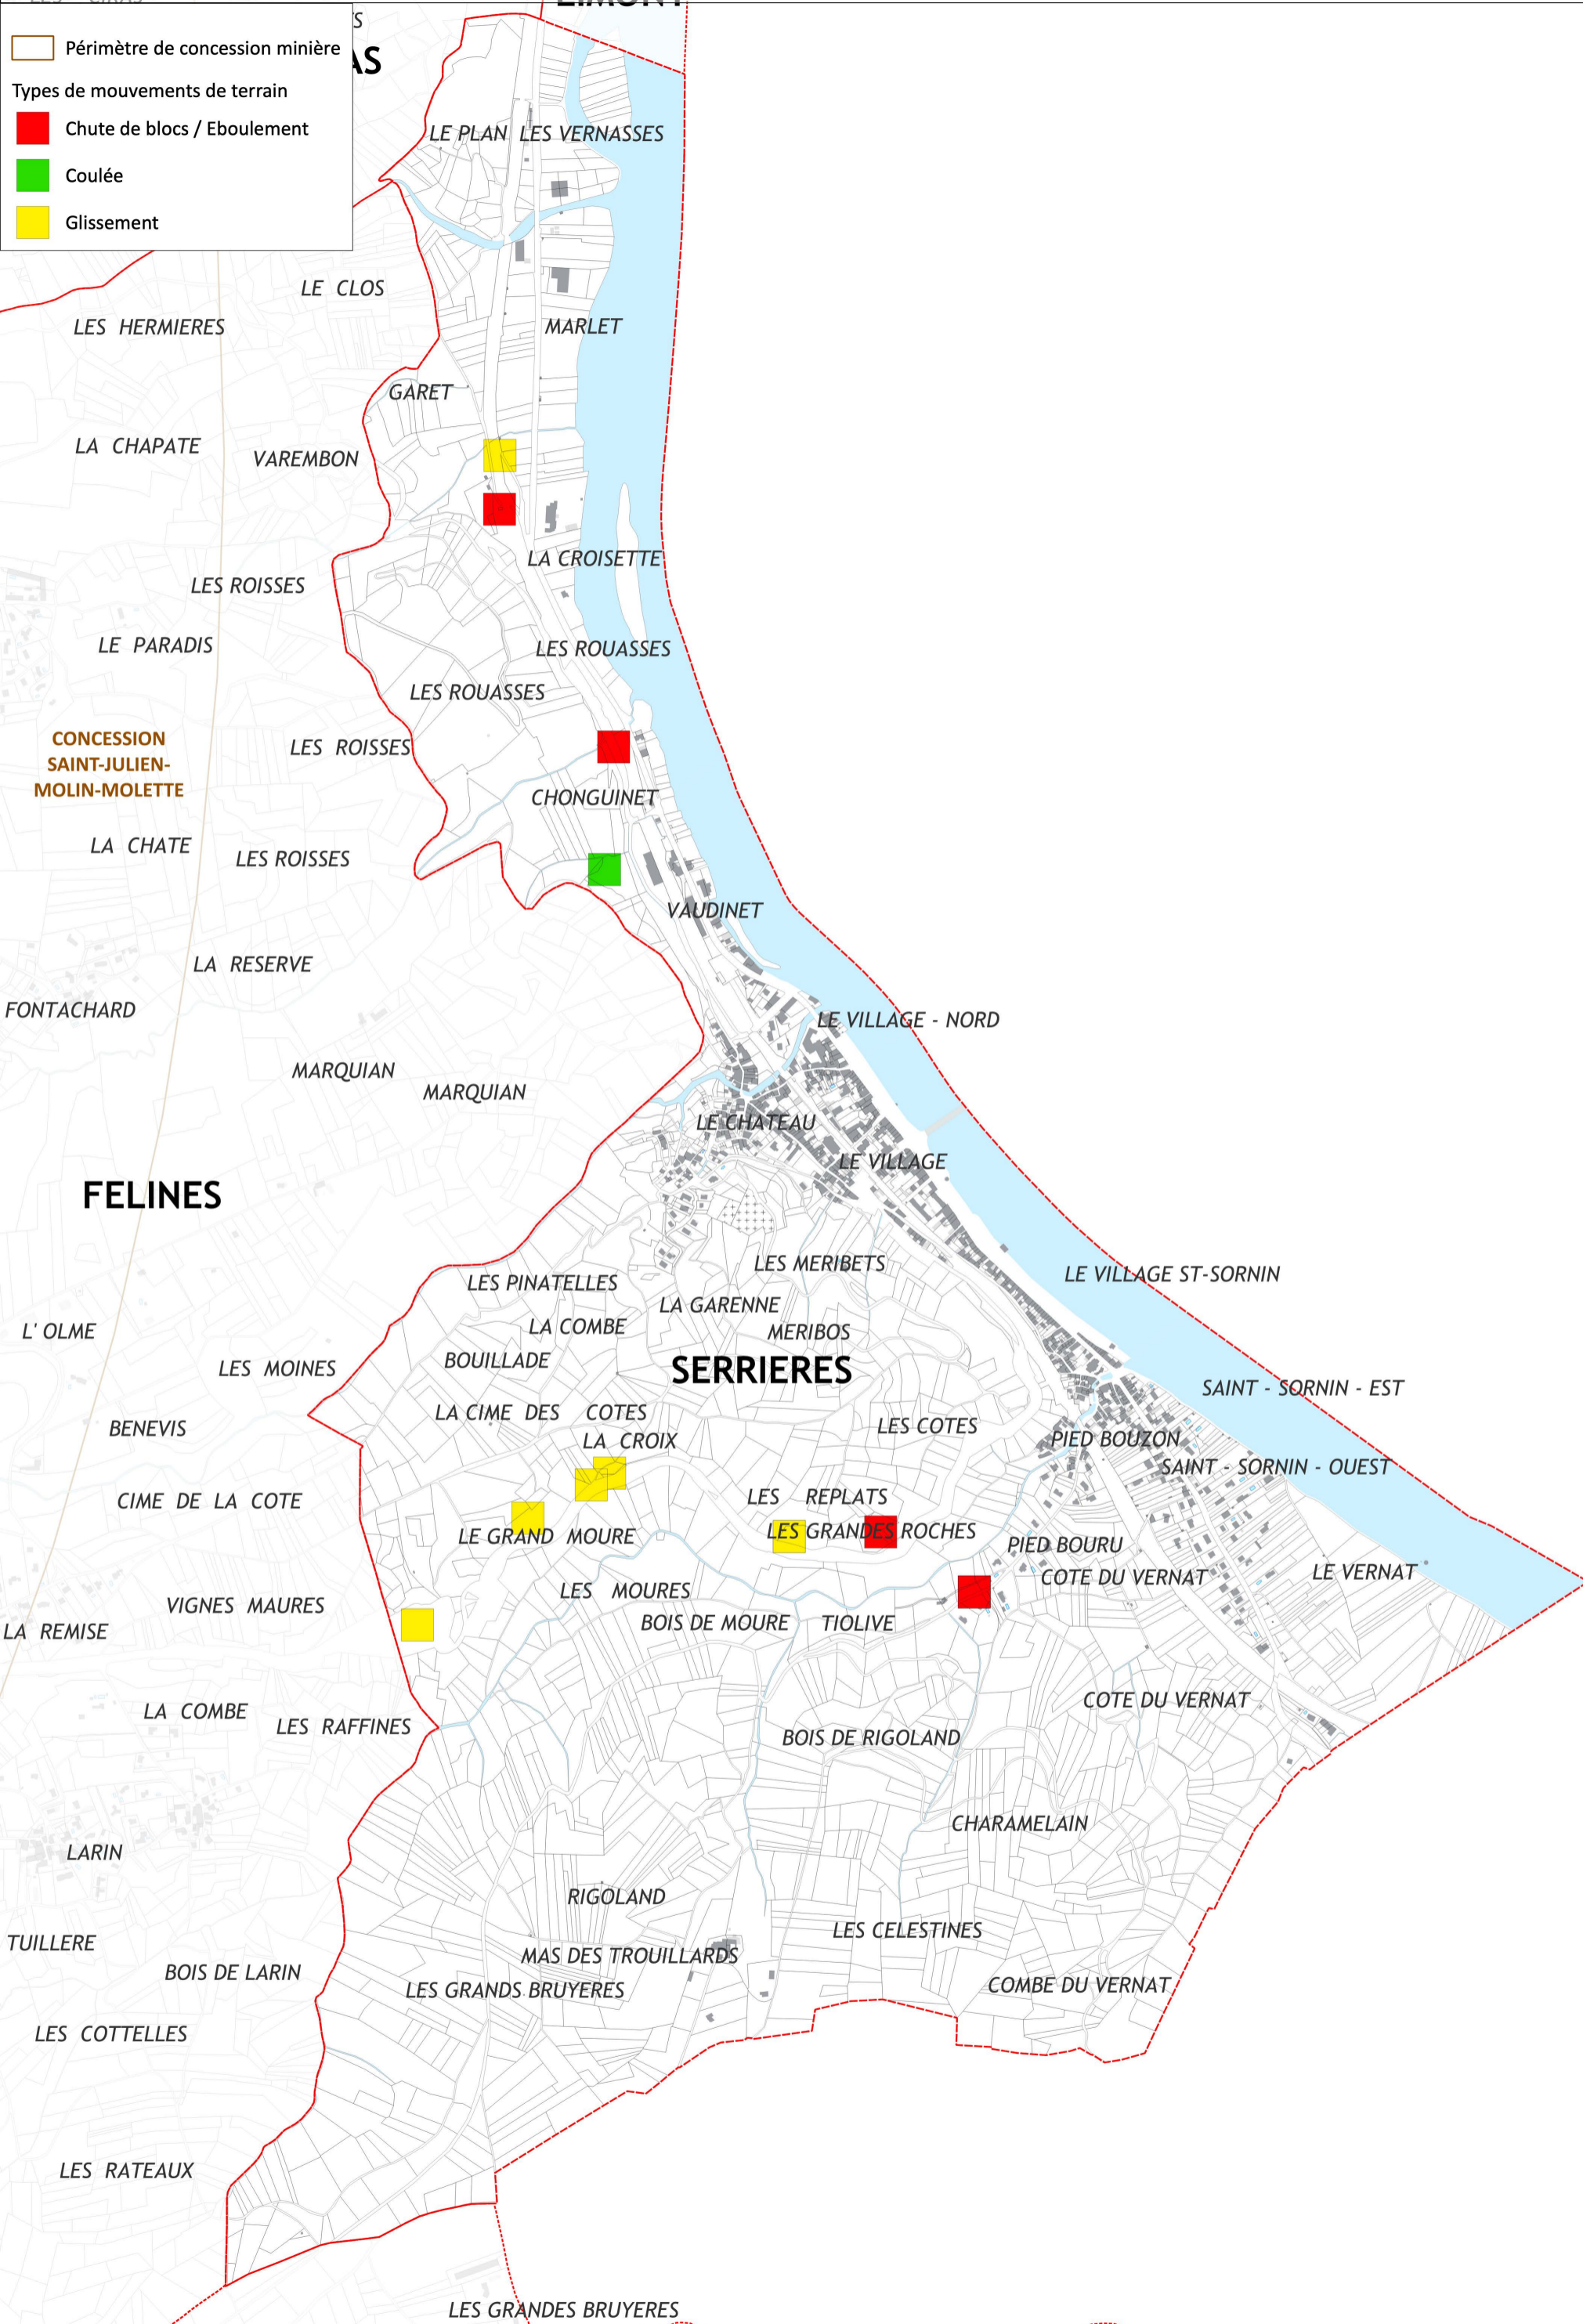 Périmètre de concession minière
Types de mouvements de terrain
Chute de blocs / Eboulement
Coulée
Glissement
AS
LE PLAN LES VERNASSES
LE CLOS
LES HERMIERES
MARLET
GARET
LA CHAPATE
VAREMBON
LA CROISETTE
LES ROISSES
LE PARADIS
LES ROUASSES
LES ROUASSES
CONCESSION
SAINT-JULIEN-
MOLIN-MOLETTE
LES ROISSES
CHONGUINET
LA CHATE
LES ROISSES
VAUDINET
LA RESERVE
FONTACHARD
LE VILLAGE - NORD
MARQUIAN
MARQUIAN
LE CHATEAU
LE VILLAGE
FELINES
LES MERIBETS
LE VILLAGE ST-SORNIN
LES PINATELLES
LA GARENNE
LA COMBE
MERIBOS
L' OLME
BOUILLADE
LES MOINES
SERRIERES
SAINT - SORNIN - EST
LA CIME DES COTES
LES COTES
BENEVIS
LA CROIX
PIED BOUZON
SAINT - SORNIN - OUEST
CIME DE LA COTE
LES REPLATS
LE GRAND MOURE
LES GRANDES ROCHES
PIED BOURU
COTE DU VERNAT
LE VERNAT
LES MOURES
VIGNES MAURES
BOIS DE MOURE
TIOLIVE
LA REMISE
COTE DU VERNAT
LA COMBE
LES RAFFINES
BOIS DE RIGOLAND
CHARAMELAIN
LARIN
RIGOLAND
LES CELESTINES
TUILLERE
MAS DES TROUILLARDS
BOIS DE LARIN
COMBE DU VERNAT
LES GRANDS BRUYERES
LES COTTELLES
LES RATEAUX
LES GRANDES BRUYERES